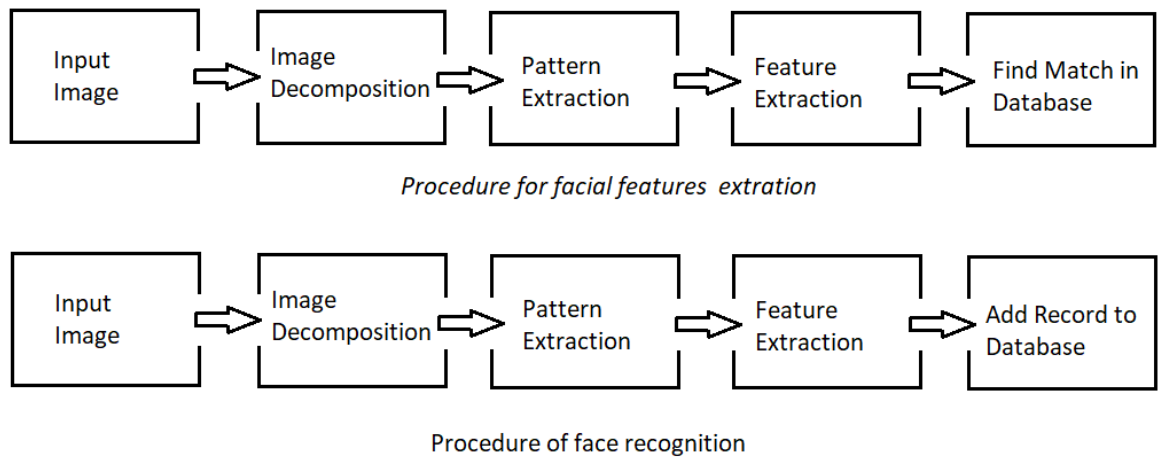 Input
Image
Image
Decomposition
Pattern
Extraction
Feature
Extraction
Find Match in
Database
Procedure for facial features  extration
Input
Image
Image
Decomposition
Pattern
Extraction
Feature
Extraction
Add Record to
Database
Procedure of face recognition